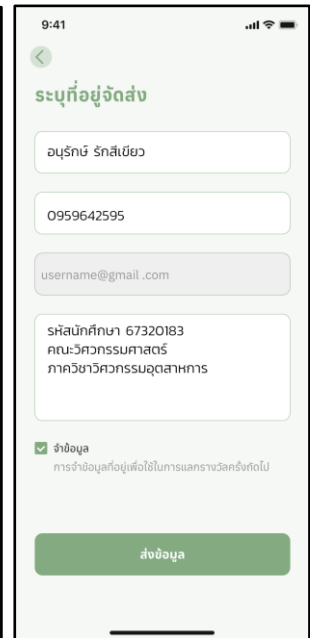 9:41
ระบุที่อยู่จัดส่ง
อนุรักษ์ รักสีเขียว
0959642595
username@gmail .com
รหัสนักศึกษา 67320183
คณะวิศวกรรมศาสตร์
ภาควิชาวิศวกรรมอุตสาหการ
จำข้อมูล
การจำข้อมูลที่อยู่เพื่อใช้ในการแลกรางวัลครั้งถัดไป
ส่งข้อมูล